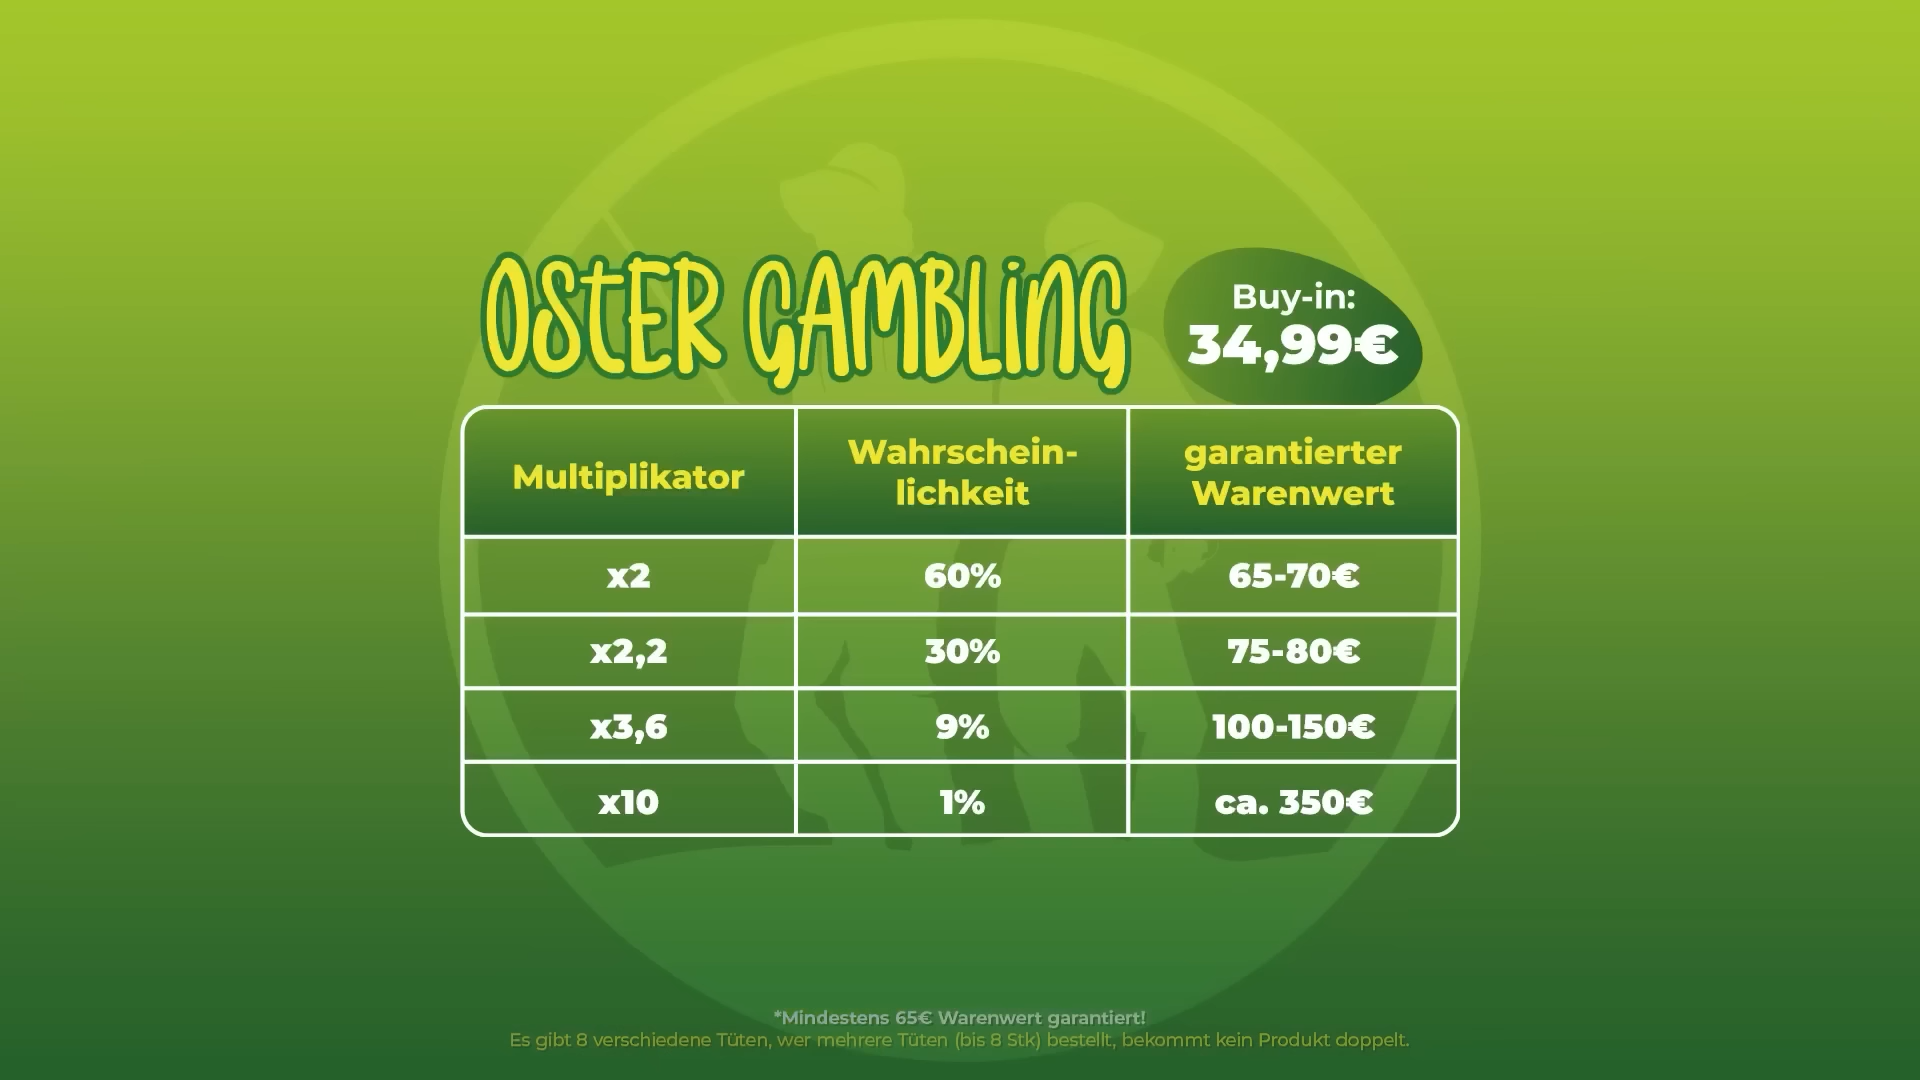 OSTER GAMBLING
Buy-in:
34,99€
Multiplikator
Wahrschein-
lichkeit
garantierter
Warenwert
x2 60% 65-70€
x2,2 30% 75-80€
x3,6 9% 100-150€
x10 1% ca. 350€
*Mindestens 65€ Warenwert garantiert!
Es gibt 8 verschiedene Tüten, wer mehrere Tüten (bis 8 Stk) bestellt, bekommt kein Produkt doppelt.